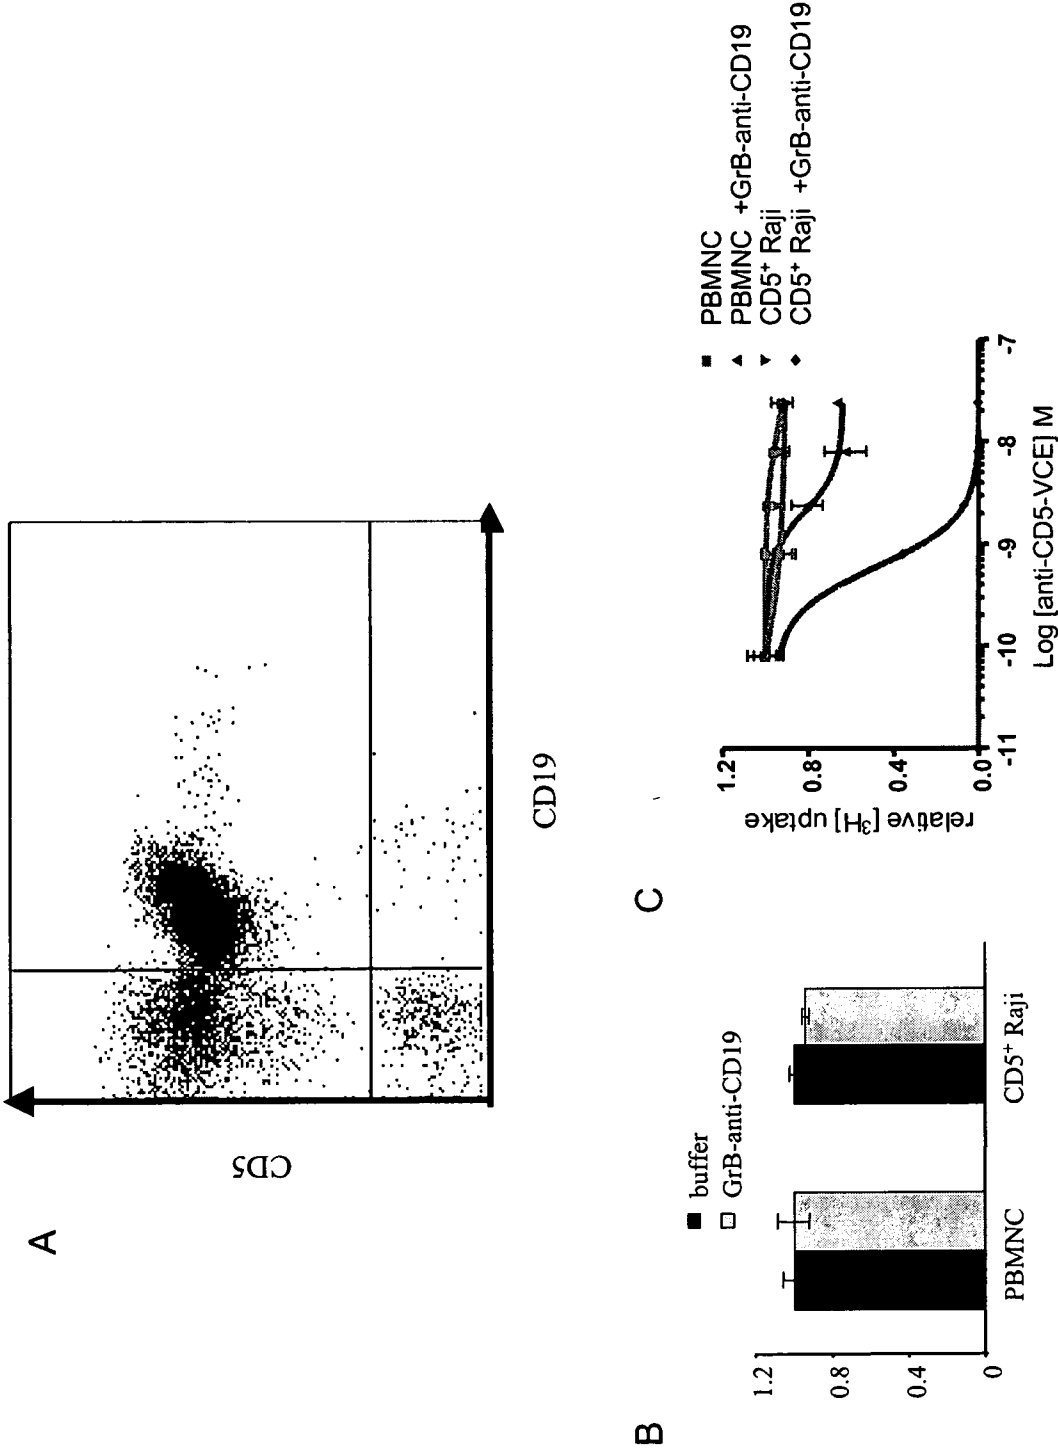 A
CD5
CD19
B
1.2
0.8
0.4
0
buffer
GrB-anti-CD19
PBMNC
CD5⁺ Raji
C
relative [³H] uptake
1.2
0.8
0.4
0.0
-11
-10
-9
-8
-7
Log [anti-CD5-VCE] M
PBMNC
PBMNC +GrB-anti-CD19
CD5⁺ Raji
CD5⁺ Raji +GrB-anti-CD19